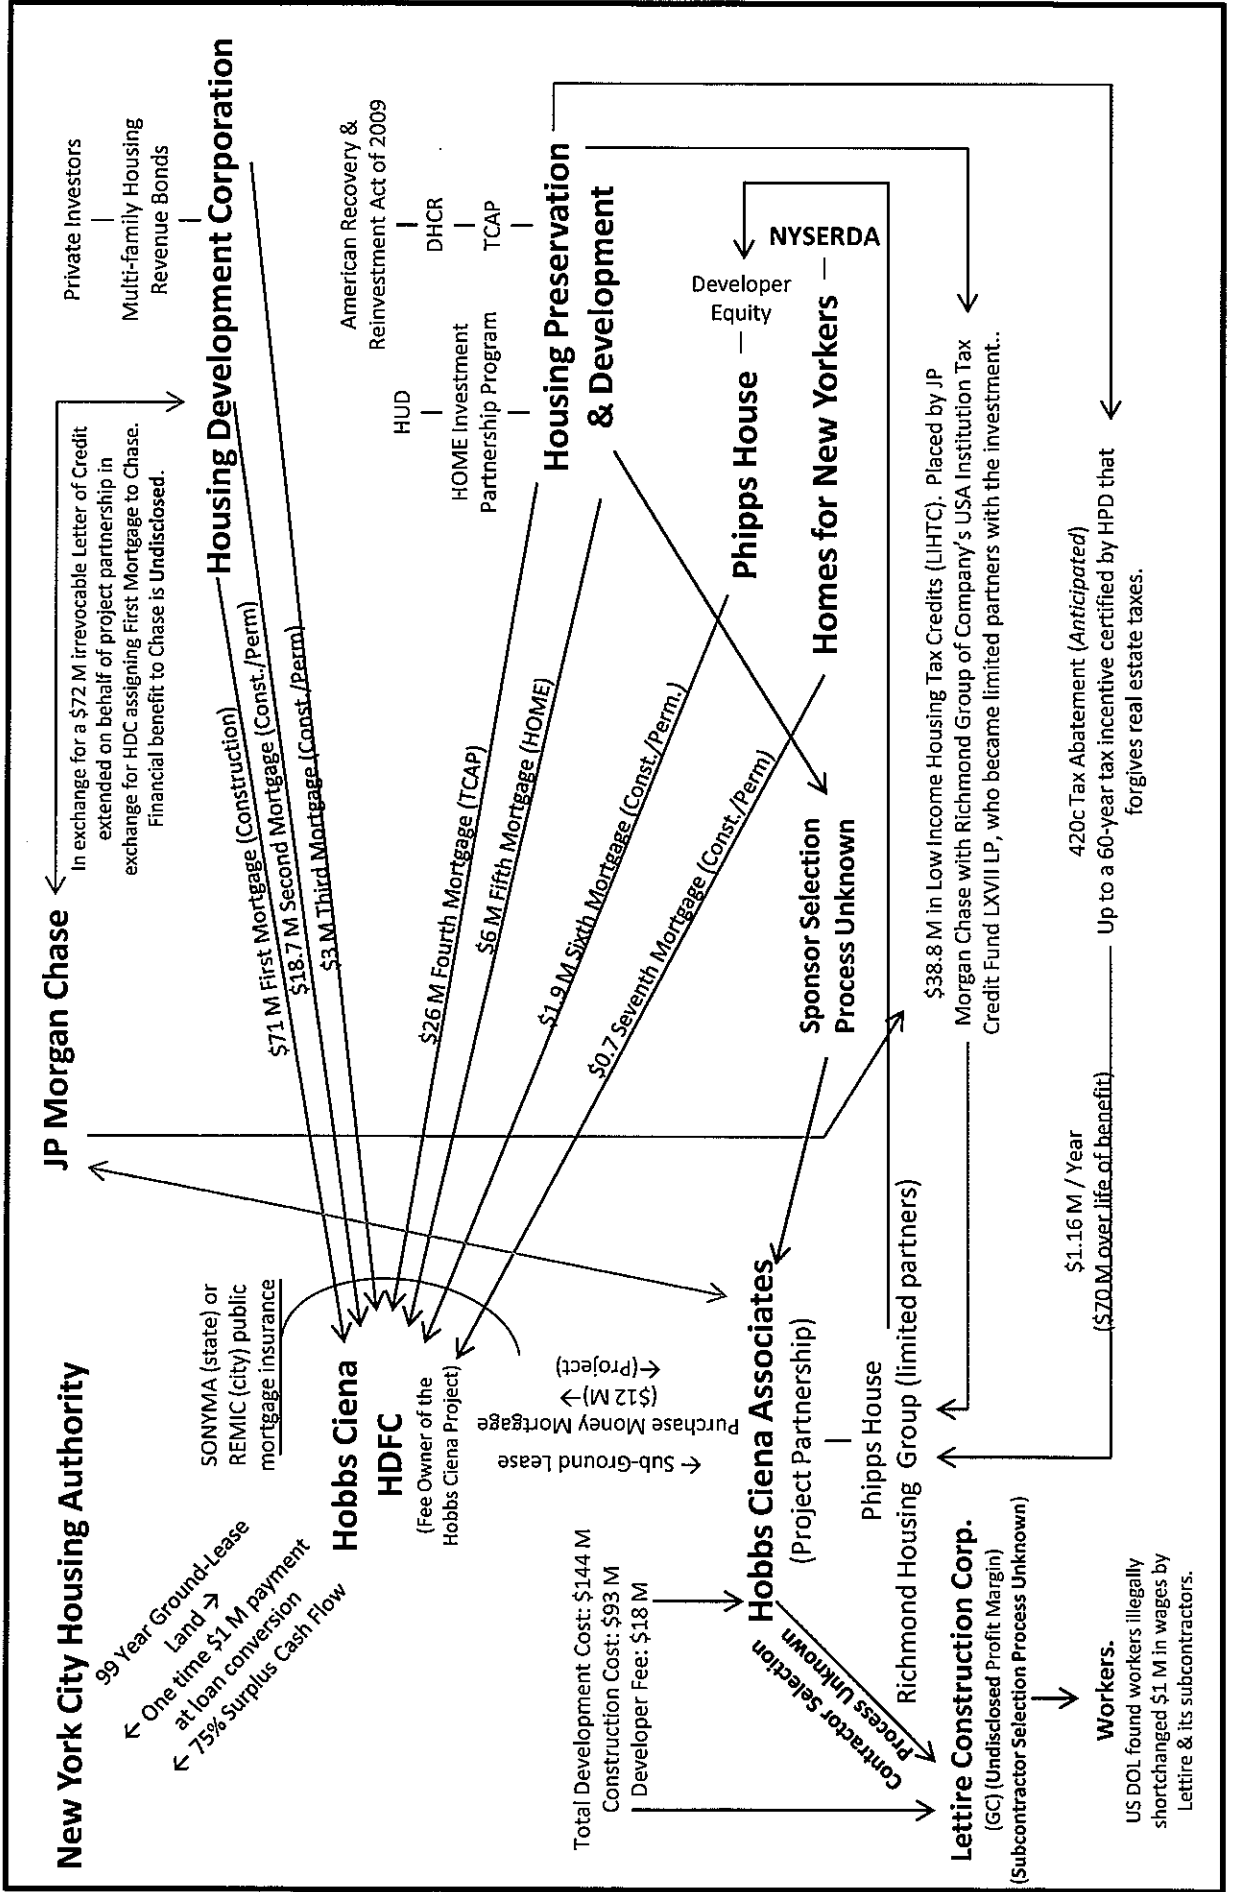 New York City Housing Authority
JP Morgan Chase
99 Year Ground-Lease
Land →
← One time $1 M payment
at loan conversion
← 75% Surplus Cash Flow
SONYMA (state) or
REMIC (city) public
mortgage insurance
In exchange for a $72 M irrevocable Letter of Credit
extended on behalf of project partnership in
exchange for HDC assigning First Mortgage to Chase.
Financial benefit to Chase is Undisclosed.
Private Investors
Multi-family Housing
Revenue Bonds
Housing Development Corporation
$71 M First Mortgage (Construction)
$18.7 M Second Mortgage (Const./Perm)
$3 M Third Mortgage (Const./Perm)
Hobbs Ciena
HDFC
(Fee Owner of the
Hobbs Ciena Project)
American Recovery &
Reinvestment Act of 2009
DHCR
TCAP
HUD
HOME Investment
Partnership Program
Housing Preservation
& Development
$26 M Fourth Mortgage (TCAP)
$6 M Fifth Mortgage (HOME)
$1.9 M Sixth Mortgage (Const./Perm.)
$0.7 Seventh Mortgage (Const./Perm)
← Sub-Ground Lease
Purchase Money Mortgage
($12 M)→
←(Project)
Developer
Equity
Phipps House
NYSERDA
Homes for New Yorkers
Sponsor Selection
Process Unknown
Total Development Cost: $144 M
Construction Cost: $93 M
Developer Fee: $18 M
Hobbs Ciena Associates
(Project Partnership)
Phipps House
Richmond Housing Group (limited partners)
Contractor Selection
Process Unknown
$38.8 M in Low Income Housing Tax Credits (LIHTC). Placed by JP
Morgan Chase with Richmond Group of Company's USA Institution Tax
Credit Fund LXVII LP, who became limited partners with the investment..
Lettire Construction Corp.
(GC) (Undisclosed Profit Margin)
(Subcontractor Selection Process Unknown)
$1.16 M / Year
($70 M over life of benefit)
420c Tax Abatement (Anticipated)
Up to a 60-year tax incentive certified by HPD that
forgives real estate taxes.
Workers.
US DOL found workers illegally
shortchanged $1 M in wages by
Lettire & its subcontractors.